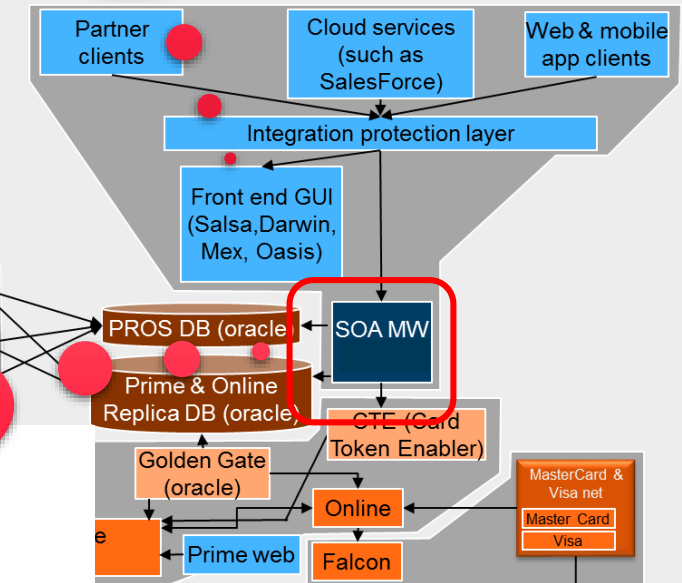 Partner
clients
Cloud services
(such as
SalesForce)
Web & mobile
app clients
Integration protection layer
Front end GUI
(Salsa,Darwin,
Mex, Oasis)
PROS DB (oracle)
SOA MW
Prime & Online
Replica DB (oracle)
CTE (Card
Token Enabler)
Golden Gate
(oracle)
MasterCard &
Visa net
Master Card
Visa
Online
e
Prime web
Falcon